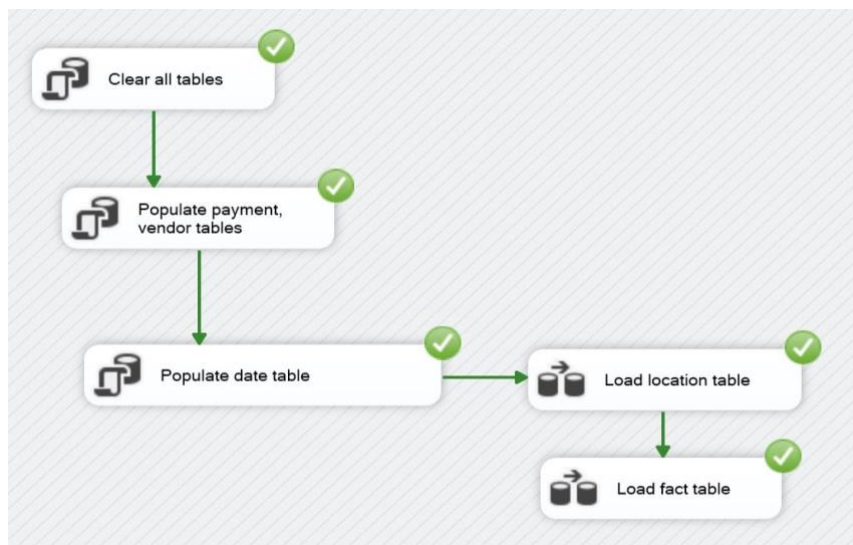 Clear all tables
Populate payment,
vendor tables
Populate date table
Load location table
Load fact table